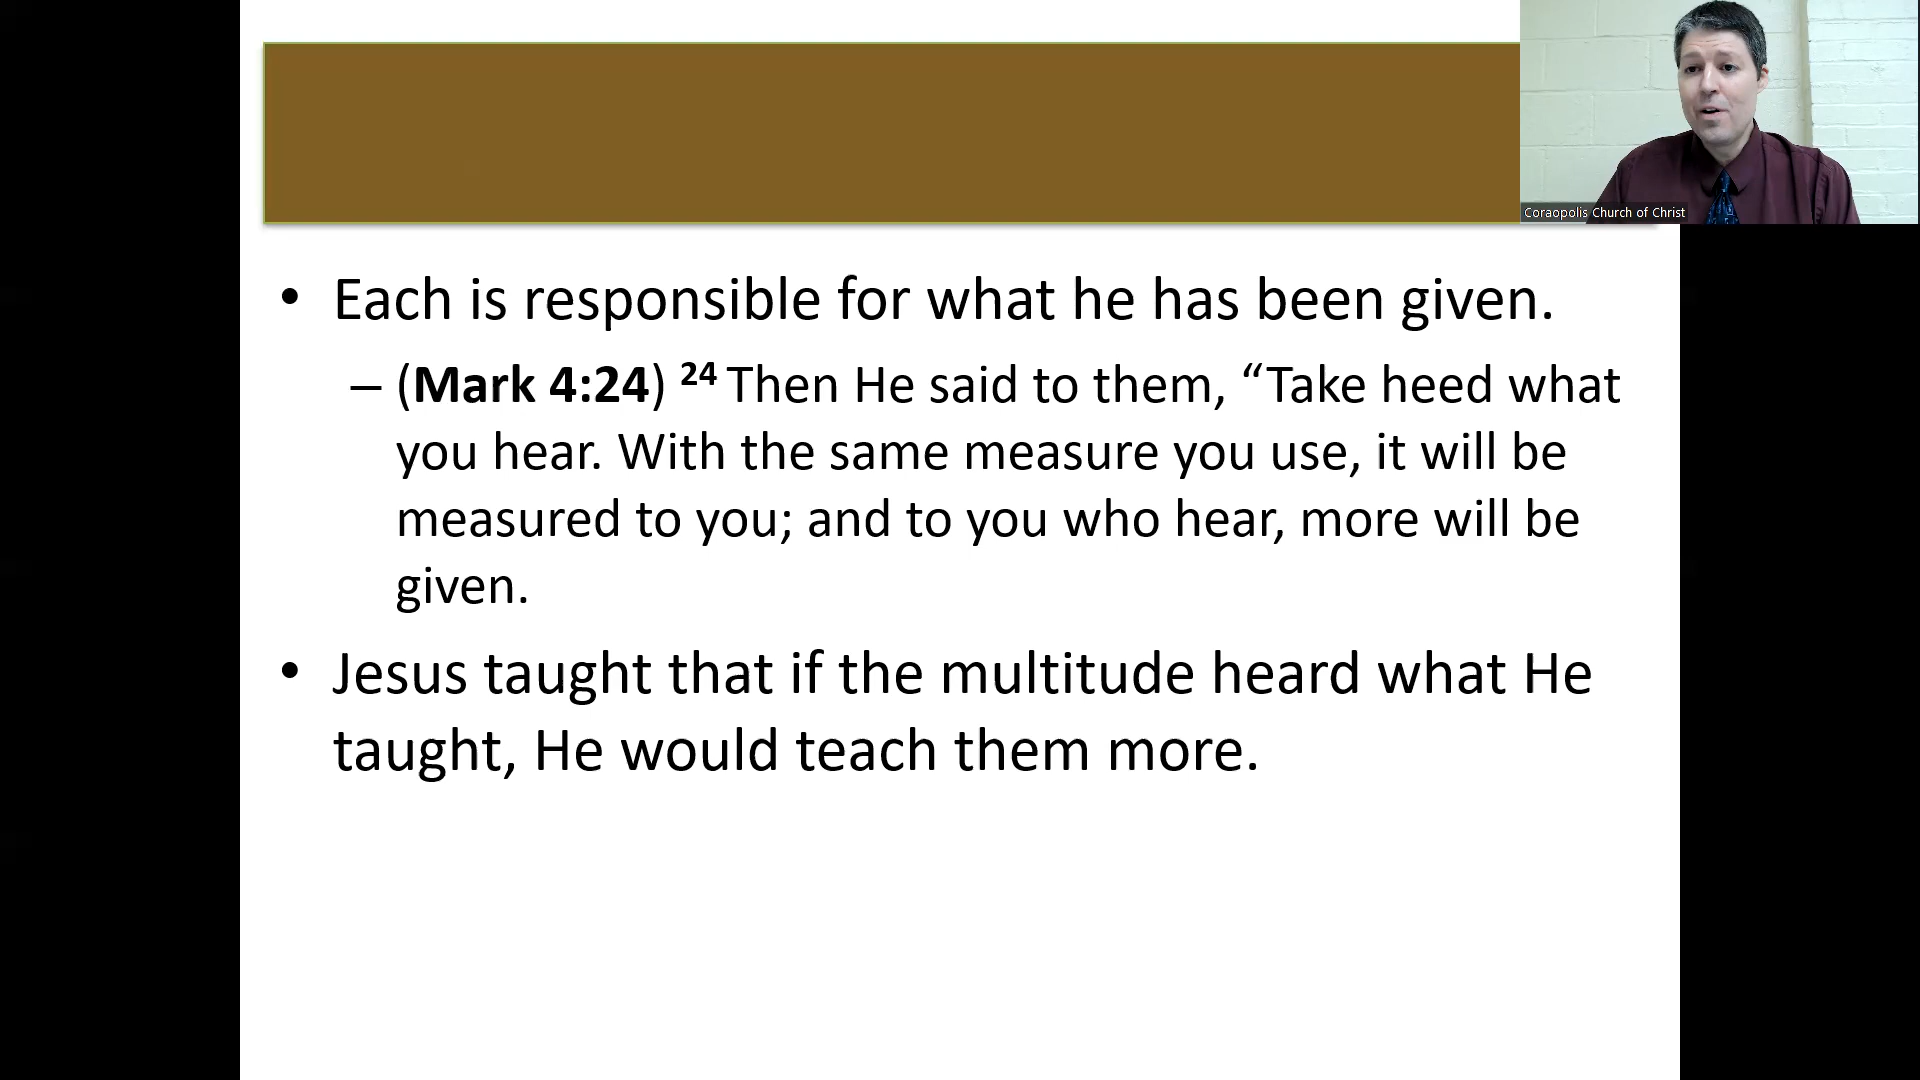 Coraopolis Church of Christ
• Each is responsible for what he has been given.
– (Mark 4:24) 24 Then He said to them, “Take heed what
you hear. With the same measure you use, it will be
measured to you; and to you who hear, more will be
given.
• Jesus taught that if the multitude heard what He
taught, He would teach them more.